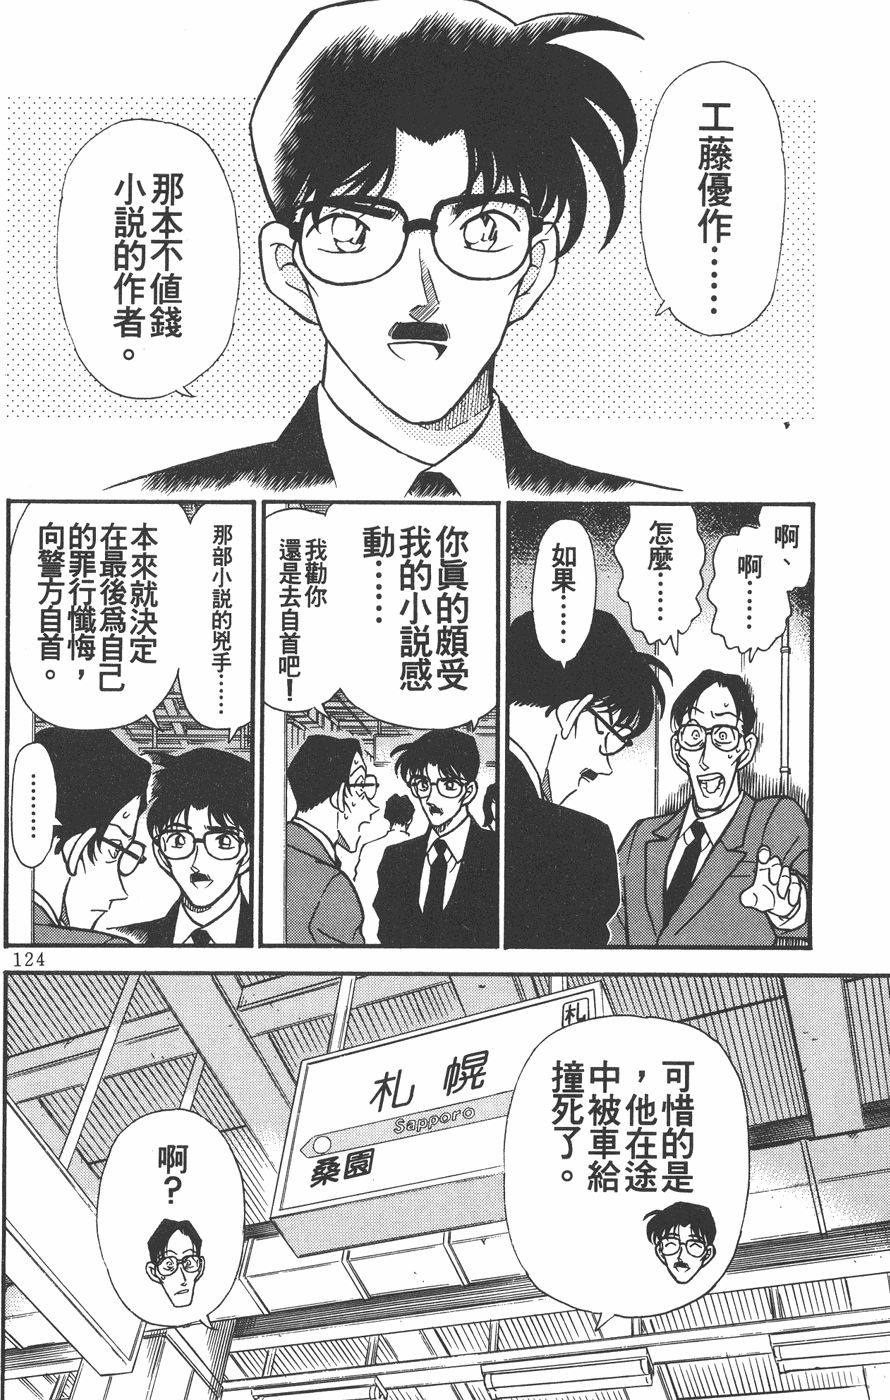 工藤優作……
那本不值錢
小說的作者。
啊、
啊……
怎麼……
如果……
你真的頗受
我的小說感
動……
我勸你
還是去自首吧！
那部小說的兇手……
本來就決定
在最後爲自己
的罪行懺悔，
向警方自首。
……
124
札
札幌
Sapporo
桑園
可惜的是
，他在途
中被車給
撞死了。
啊？